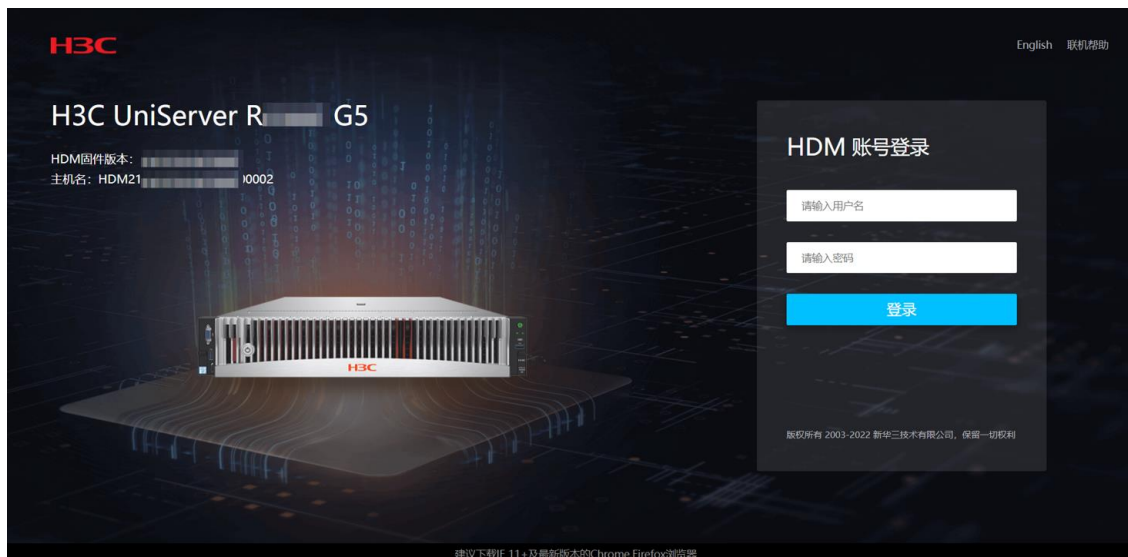 H3C
English 联机帮助
H3C UniServer R G5
HDM固件版本：
主机名：HDM21 0002
HDM 账号登录
请输入用户名
请输入密码
登录
H3C
版权所有 2003-2022 新华三技术有限公司，保留一切权利
建议下载IE 11+及最新版本的Chrome Firefox浏览器